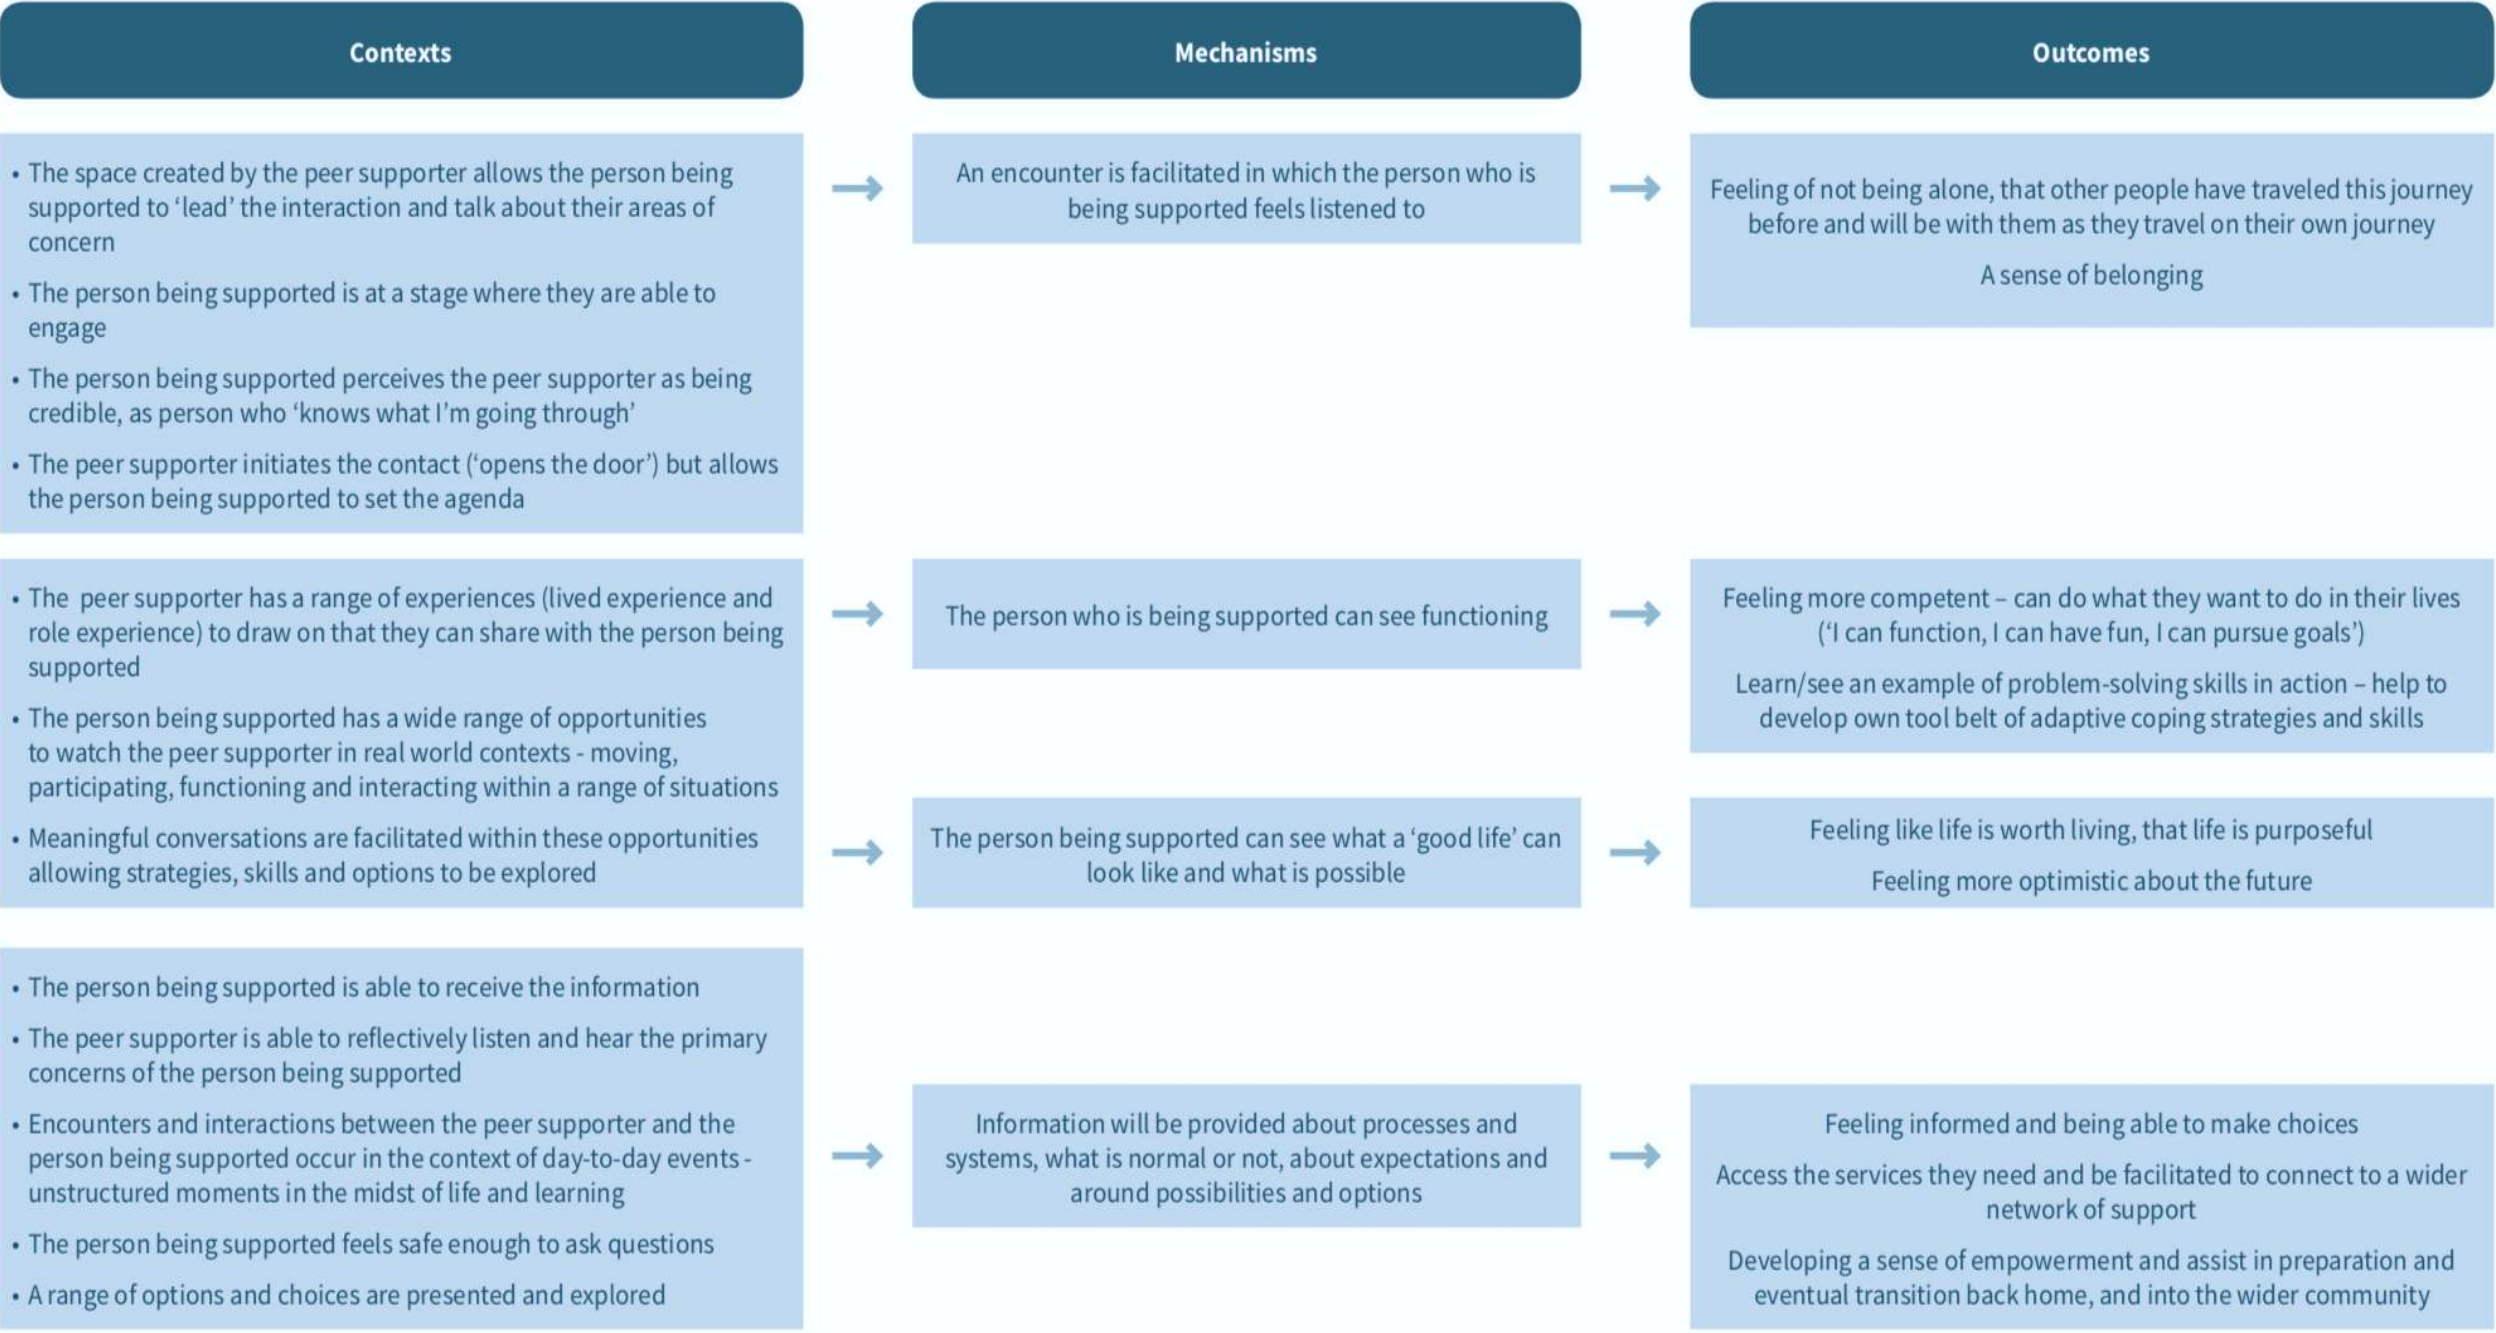 Contexts
Mechanisms
Outcomes
• The space created by the peer supporter allows the person being
supported to ‘lead’ the interaction and talk about their areas of
concern
• The person being supported is at a stage where they are able to
engage
• The person being supported perceives the peer supporter as being
credible, as person who ‘knows what I’m going through’
• The peer supporter initiates the contact (‘opens the door’) but allows
the person being supported to set the agenda
An encounter is facilitated in which the person who is
being supported feels listened to
Feeling of not being alone, that other people have traveled this journey
before and will be with them as they travel on their own journey
A sense of belonging
• The peer supporter has a range of experiences (lived experience and
role experience) to draw on that they can share with the person being
supported
• The person being supported has a wide range of opportunities
to watch the peer supporter in real world contexts - moving,
participating, functioning and interacting within a range of situations
• Meaningful conversations are facilitated within these opportunities
allowing strategies, skills and options to be explored
The person who is being supported can see functioning
Feeling more competent – can do what they want to do in their lives
(‘I can function, I can have fun, I can pursue goals’)
Learn/see an example of problem-solving skills in action – help to
develop own tool belt of adaptive coping strategies and skills
The person being supported can see what a ‘good life’ can
look like and what is possible
Feeling like life is worth living, that life is purposeful
Feeling more optimistic about the future
• The person being supported is able to receive the information
• The peer supporter is able to reflectively listen and hear the primary
concerns of the person being supported
• Encounters and interactions between the peer supporter and the
person being supported occur in the context of day-to-day events -
unstructured moments in the midst of life and learning
• The person being supported feels safe enough to ask questions
• A range of options and choices are presented and explored
Information will be provided about processes and
systems, what is normal or not, about expectations and
around possibilities and options
Feeling informed and being able to make choices
Access the services they need and be facilitated to connect to a wider
network of support
Developing a sense of empowerment and assist in preparation and
eventual transition back home, and into the wider community